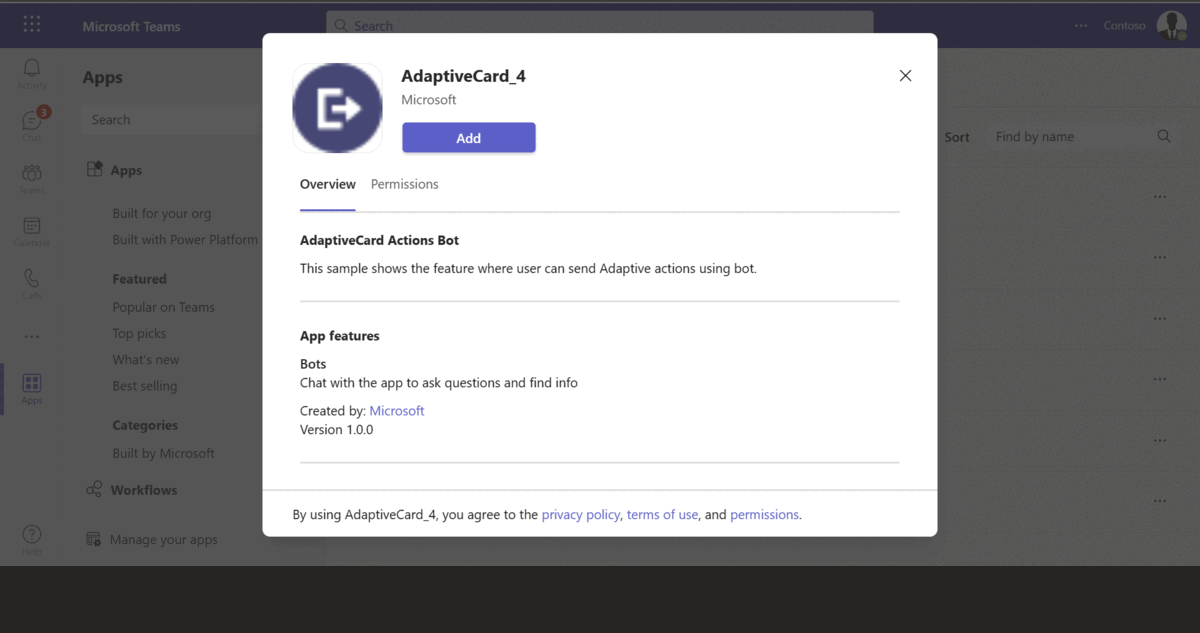 Microsoft Teams
Search
Contoso
Activity
3
Chat
Teams
Calendar
Calls
Apps
Help
Apps
Search
Apps
Built for your org
Built with Power Platform
Featured
Popular on Teams
Top picks
What's new
Best selling
Categories
Built by Microsoft
Workflows
Manage your apps
Sort
Find by name
AdaptiveCard_4
Microsoft
Add
Overview Permissions
AdaptiveCard Actions Bot
This sample shows the feature where user can send Adaptive actions using bot.
App features
Bots
Chat with the app to ask questions and find info
Created by: Microsoft
Version 1.0.0
By using AdaptiveCard_4, you agree to the privacy policy, terms of use, and permissions.